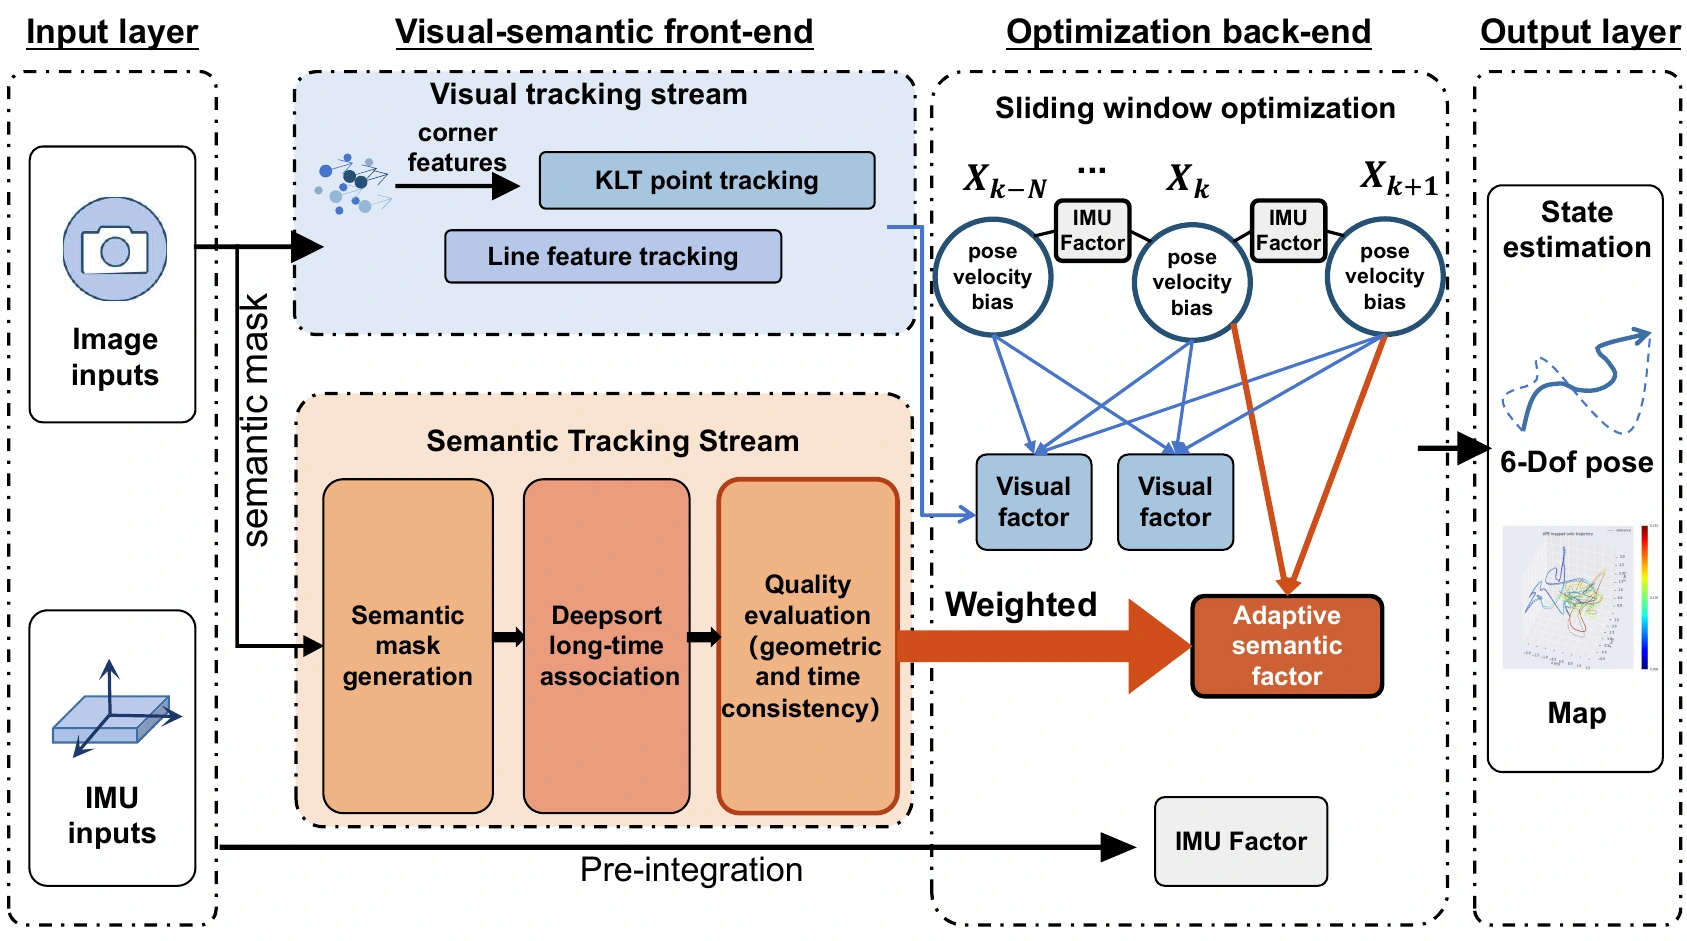 Input layer
Visual-semantic front-end
Optimization back-end
Output layer
Image
inputs
IMU
inputs
semantic mask
Visual tracking stream
corner
features
KLT point tracking
Line feature tracking
Semantic Tracking Stream
Semantic
mask
generation
Deepsort
long-time
association
Quality
evaluation
（geometric
and time
consistency）
Pre-integration
Sliding window optimization
X_{k-N}
...
X_k
X_{k+1}
IMU
Factor
IMU
Factor
pose
velocity
bias
pose
velocity
bias
pose
velocity
bias
Visual
factor
Visual
factor
Weighted
Adaptive
semantic
factor
IMU Factor
State
estimation
6-Dof pose
Map